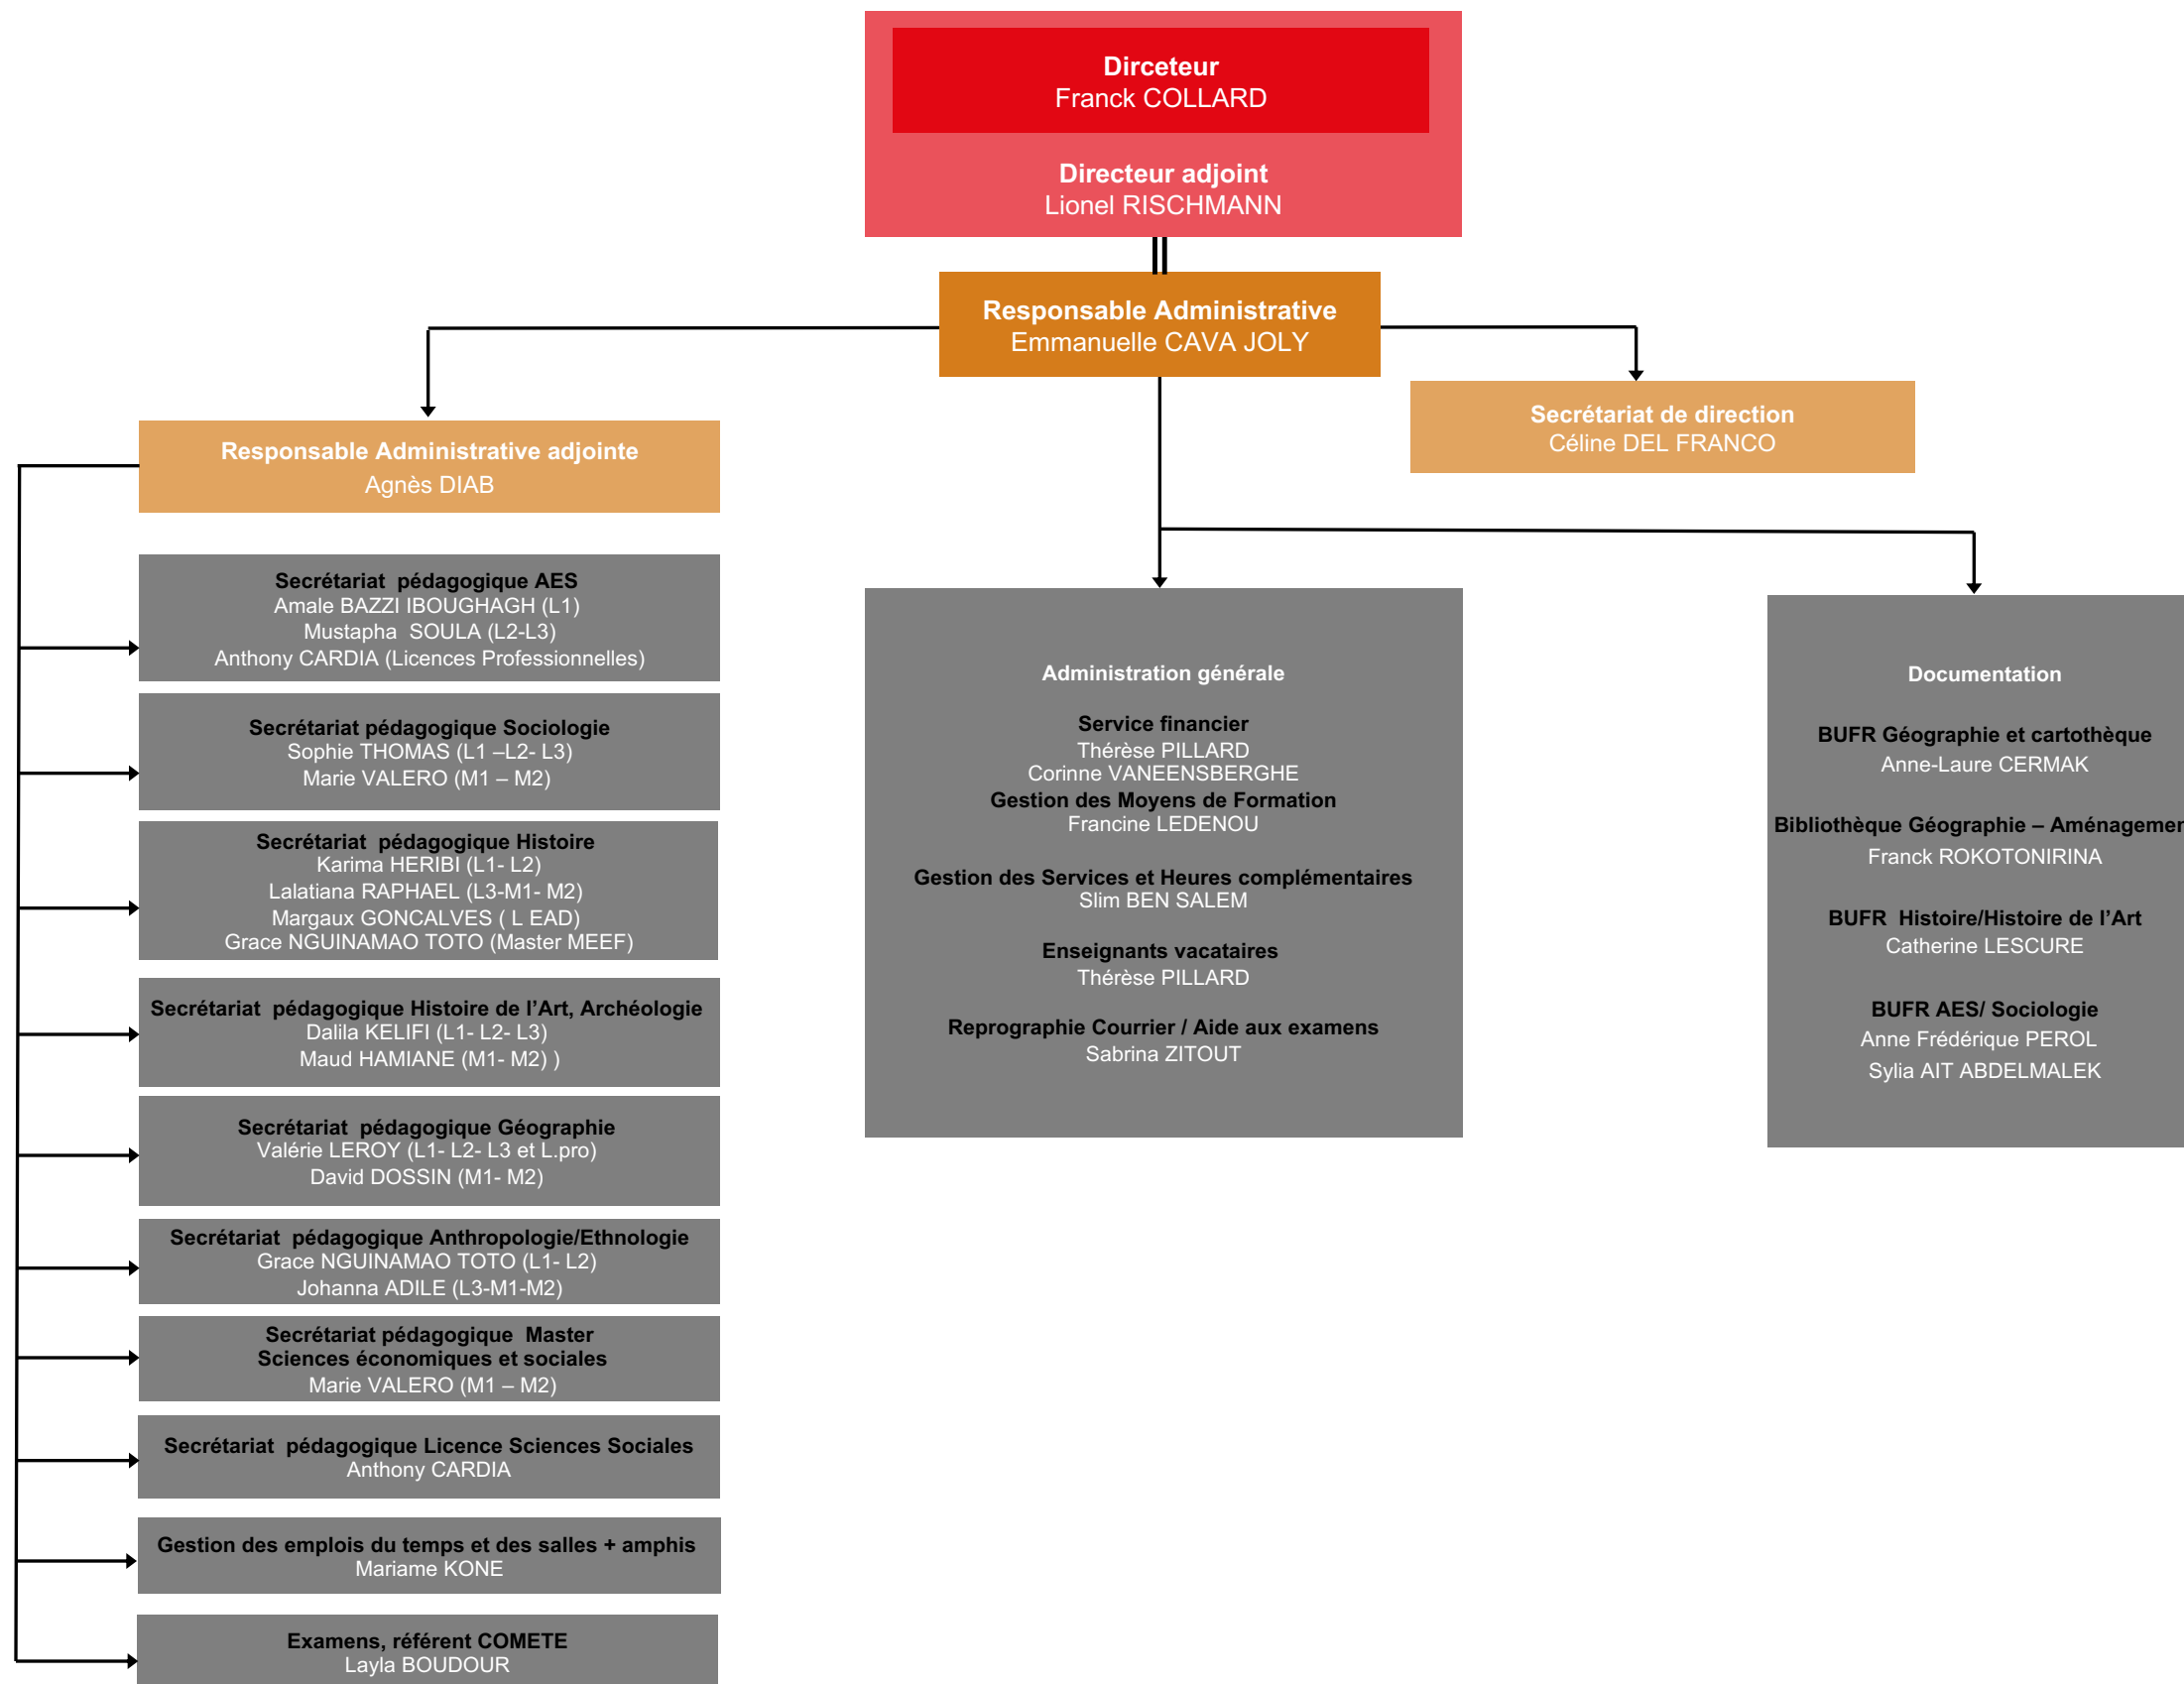 Dirceteur
Franck COLLARD
Directeur adjoint
Lionel RISCHMANN
Responsable Administrative
Emmanuelle CAVA JOLY
Secrétariat de direction
Céline DEL FRANCO
Responsable Administrative adjointe
Agnès DIAB
Secrétariat pédagogique AES
Amale BAZZI IBOUGHAGH (L1)
Mustapha SOULA (L2-L3)
Anthony CARDIA (Licences Professionnelles)
Secrétariat pédagogique Sociologie
Sophie THOMAS (L1 –L2- L3)
Marie VALERO (M1 – M2)
Secrétariat pédagogique Histoire
Karima HERIBI (L1- L2)
Lalatiana RAPHAEL (L3-M1- M2)
Margaux GONCALVES ( L EAD)
Grace NGUINAMAO TOTO (Master MEEF)
Secrétariat pédagogique Histoire de l’Art, Archéologie
Dalila KELIFI (L1- L2- L3)
Maud HAMIANE (M1- M2) )
Secrétariat pédagogique Géographie
Valérie LEROY (L1- L2- L3 et L.pro)
David DOSSIN (M1- M2)
Secrétariat pédagogique Anthropologie/Ethnologie
Grace NGUINAMAO TOTO (L1- L2)
Johanna ADILE (L3-M1-M2)
Secrétariat pédagogique Master
Sciences économiques et sociales
Marie VALERO (M1 – M2)
Secrétariat pédagogique Licence Sciences Sociales
Anthony CARDIA
Gestion des emplois du temps et des salles + amphis
Mariame KONE
Examens, référent COMETE
Layla BOUDOUR
Administration générale
Service financier
Thérèse PILLARD
Corinne VANEENSBERGHE
Gestion des Moyens de Formation
Francine LEDENOU
Gestion des Services et Heures complémentaires
Slim BEN SALEM
Enseignants vacataires
Thérèse PILLARD
Reprographie Courrier / Aide aux examens
Sabrina ZITOUT
Documentation
BUFR Géographie et cartothèque
Anne-Laure CERMAK
Bibliothèque Géographie – Aménagemen
Franck ROKOTONIRINA
BUFR Histoire/Histoire de l’Art
Catherine LESCURE
BUFR AES/ Sociologie
Anne Frédérique PEROL
Sylia AIT ABDELMALEK